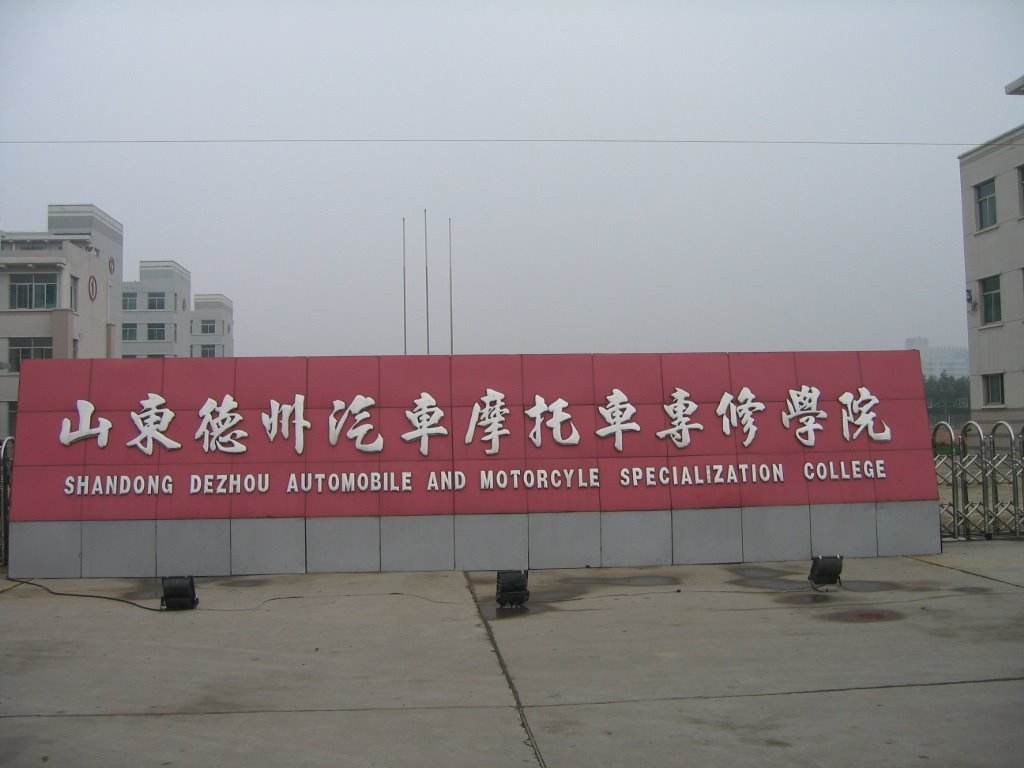 山東德州汽車摩托車專修學院
SHANDONG DEZHOU AUTOMOBILE AND MOTORCYLE SPECIALIZATION COLLEGE